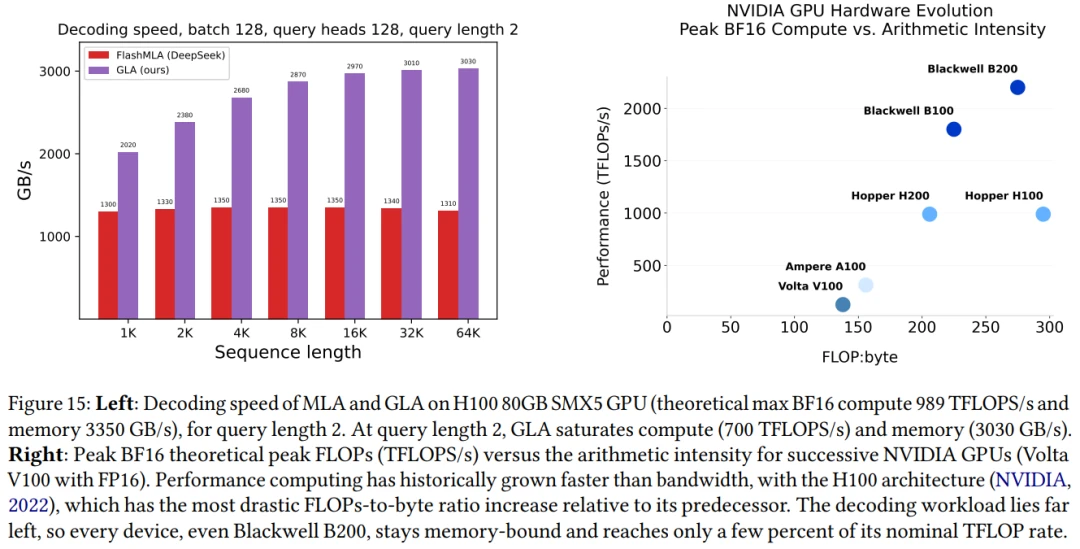 Decoding speed, batch 128, query heads 128, query length 2
FlashMLA (DeepSeek)
GLA (ours)
3000
2000
1000
GB/s
1300
2020
1330
2380
1350
2680
1350
2870
1350
2970
1340
3010
1310
3030
1K
2K
4K
8K
16K
32K
64K
Sequence length
NVIDIA GPU Hardware Evolution
Peak BF16 Compute vs. Arithmetic Intensity
Performance (TFLOPs/s)
2000
1500
1000
500
Blackwell B200
Blackwell B100
Hopper H200
Hopper H100
Ampere A100
Volta V100
0
50
100
150
200
250
300
FLOP:byte
Figure 15: Left: Decoding speed of MLA and GLA on H100 80GB SMX5 GPU (theoretical max BF16 compute 989 TFLOPS/s and
memory 3350 GB/s), for query length 2. At query length 2, GLA saturates compute (700 TFLOPS/s) and memory (3030 GB/s).
Right: Peak BF16 theoretical peak FLOPs (TFLOPS/s) versus the arithmetic intensity for successive NVIDIA GPUs (Volta
V100 with FP16). Performance computing has historically grown faster than bandwidth, with the H100 architecture (NVIDIA,
2022), which has the most drastic FLOPs-to-byte ratio increase relative to its predecessor. The decoding workload lies far
left, so every device, even Blackwell B200, stays memory-bound and reaches only a few percent of its nominal TFLOP rate.